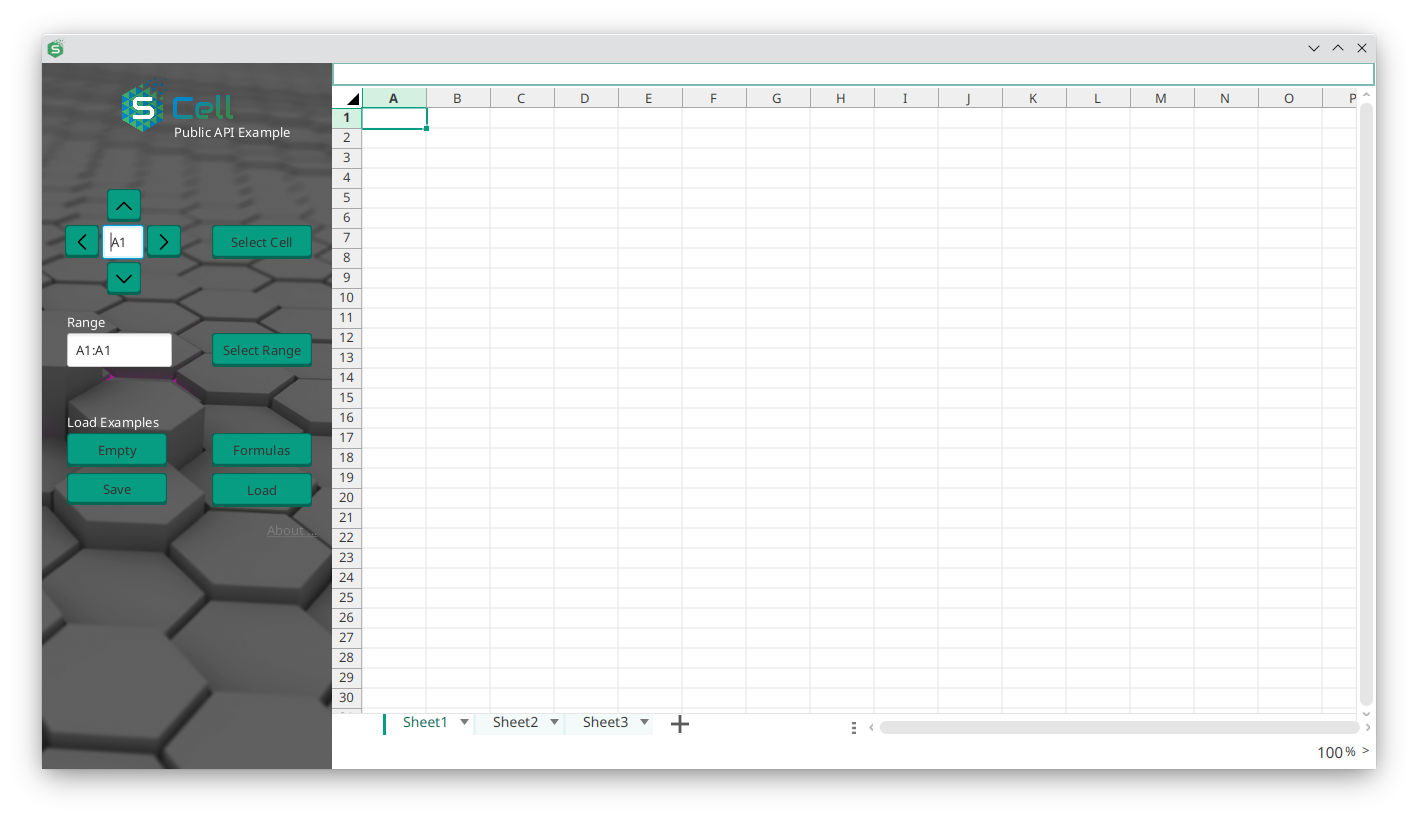 S
S Cell
Public API Example
A1
Select Cell
Range
A1:A1
Select Range
Load Examples
Empty
Formulas
Save
Load
About ...
A B C D E F G H I J K L M N O P
1
2
3
4
5
6
7
8
9
10
11
12
13
14
15
16
17
18
19
20
21
22
23
24
25
26
27
28
29
30
Sheet1 Sheet2 Sheet3
100% >